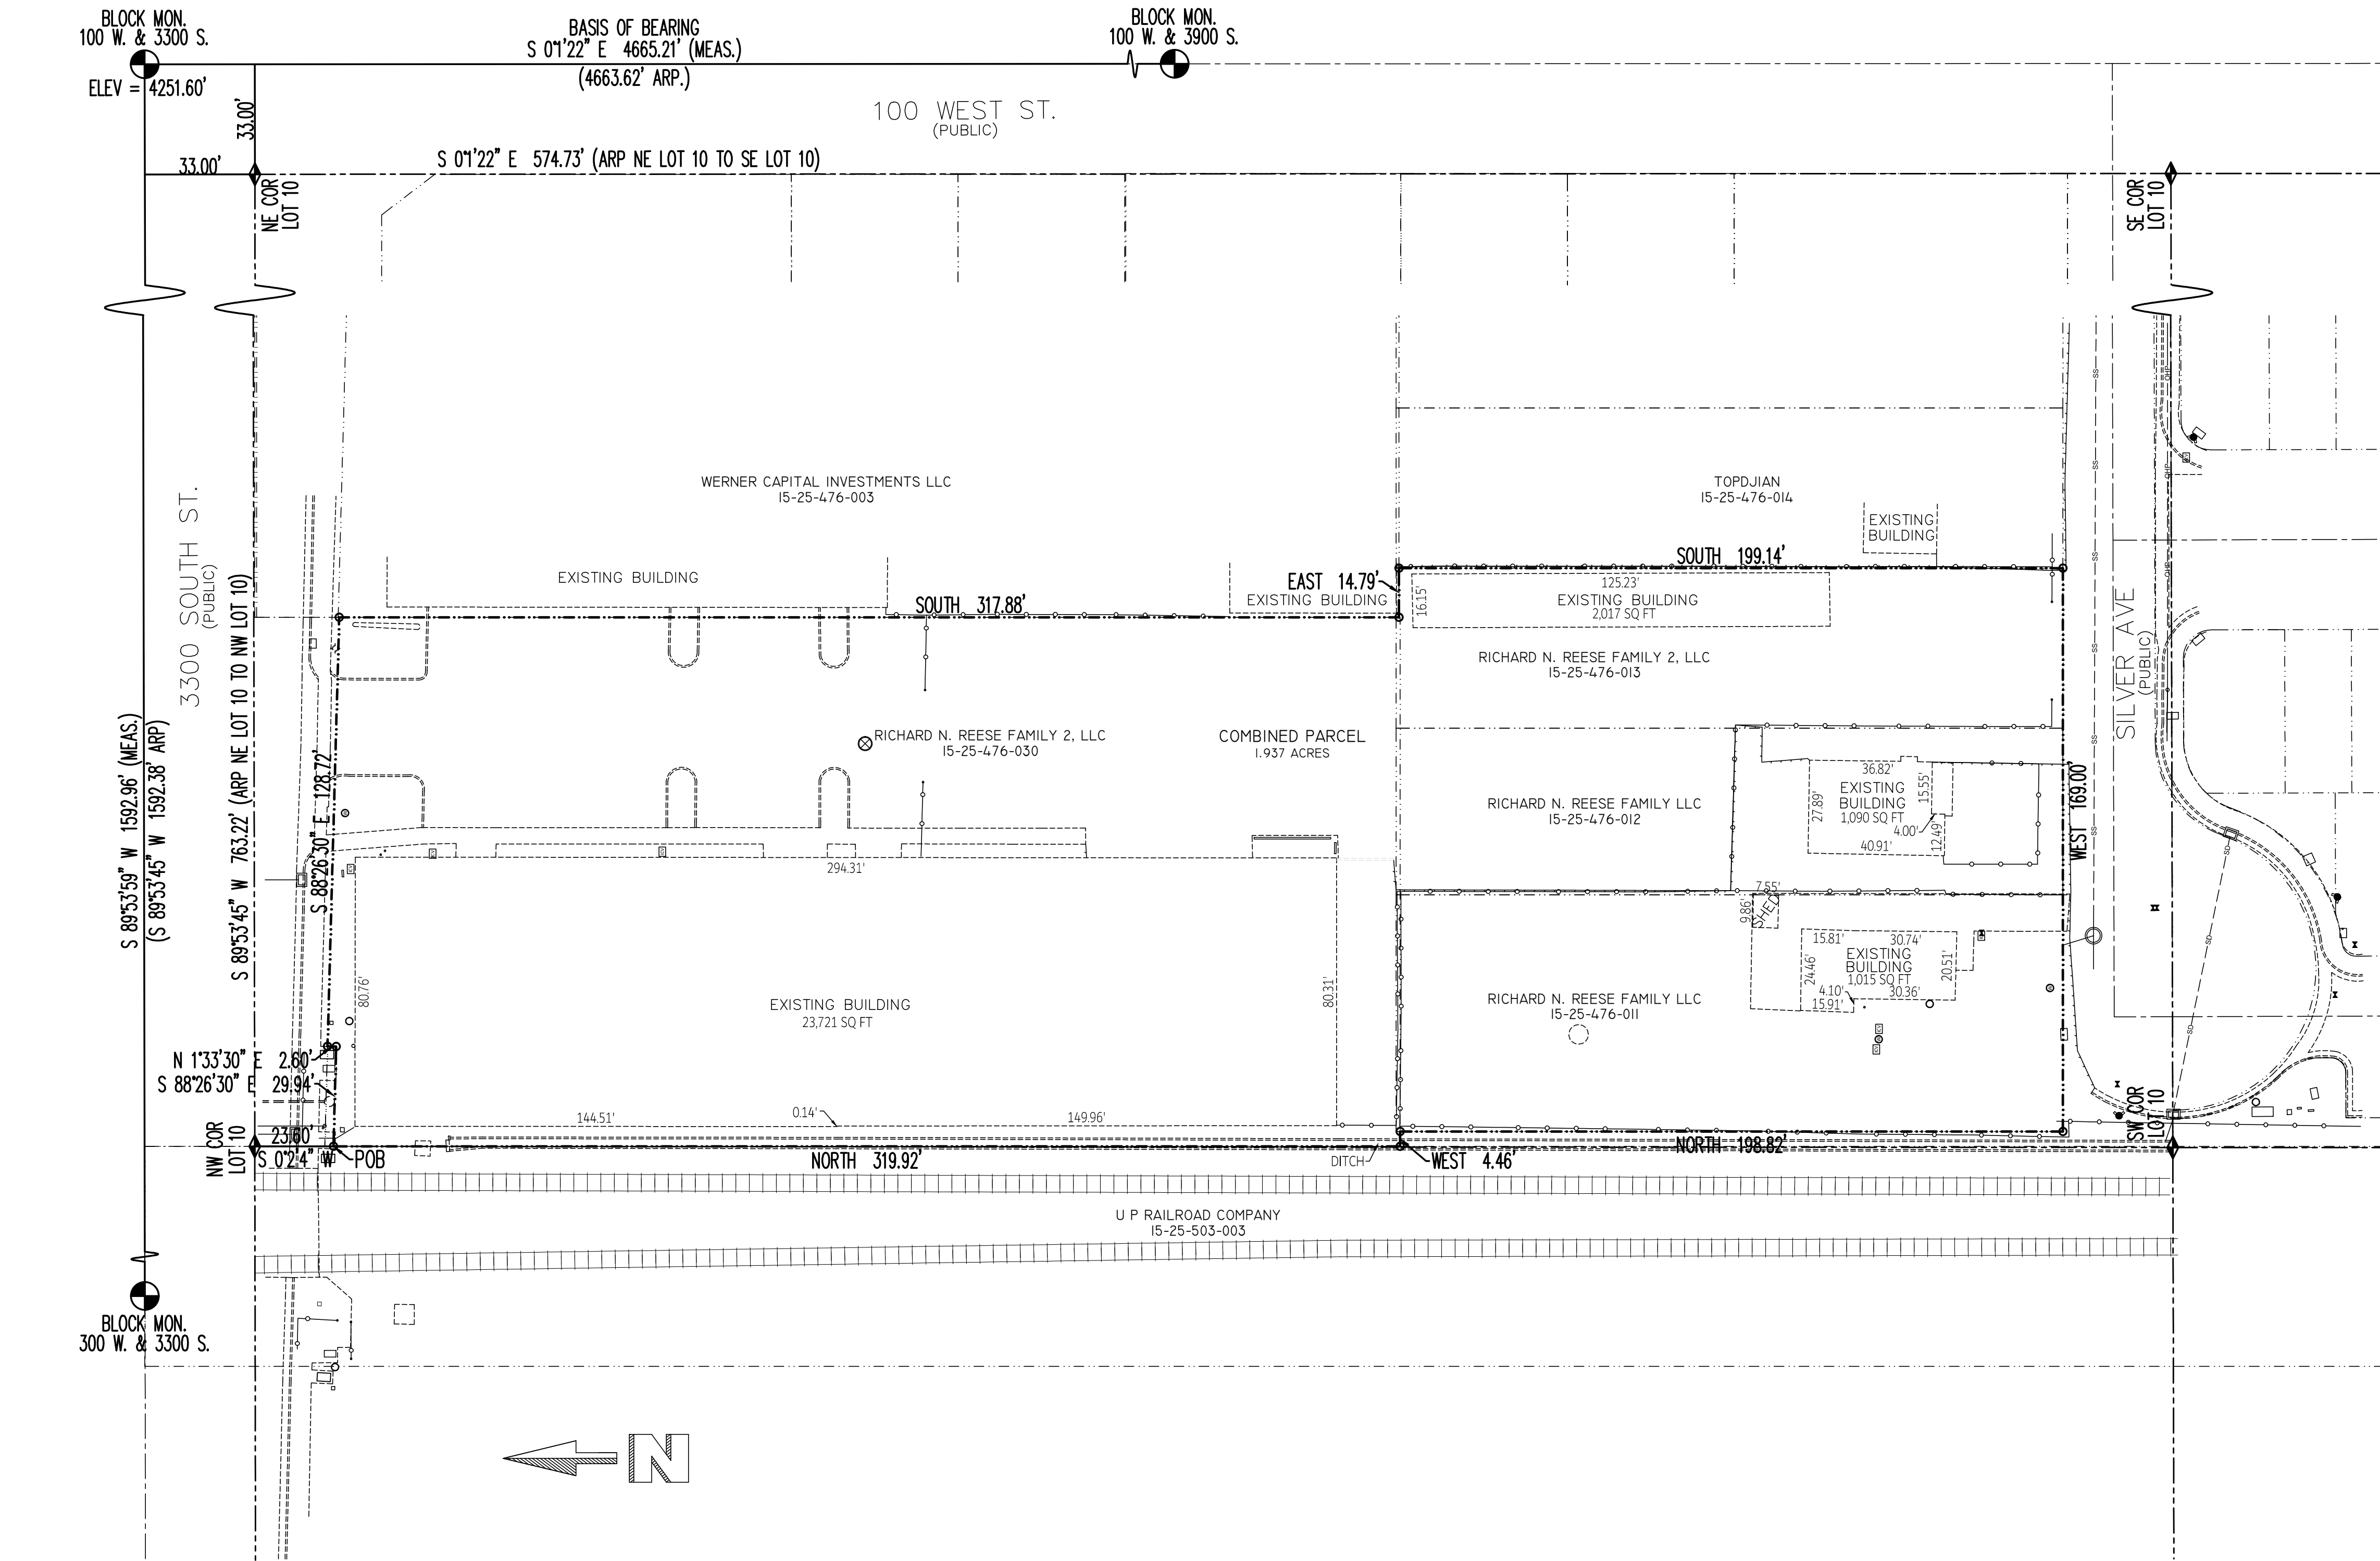 BLOCK MON.
100 W. & 3300 S.
ELEV = 4251.60'
BASIS OF BEARING
S 0°1'22" E 4665.21' (MEAS.)
(4663.62' ARP.)
BLOCK MON.
100 W. & 3900 S.
100 WEST ST.
(PUBLIC)
33.00'
33.00'
S 0°1'22" E 574.73' (ARP NE LOT 10 TO SE LOT 10)
NE COR
LOT 10
SE COR
LOT 10
WERNER CAPITAL INVESTMENTS LLC
15-25-476-003
TOPDJIAN
15-25-476-014
EXISTING
BUILDING
3300 SOUTH ST.
(PUBLIC)
EXISTING BUILDING
SOUTH 317.88'
EAST 14.79'
EXISTING BUILDING
SOUTH 199.14'
125.23'
16.15'
EXISTING BUILDING
2,017 SQ FT
SILVER AVE
(PUBLIC)
RICHARD N. REESE FAMILY 2, LLC
15-25-476-013
RICHARD N. REESE FAMILY 2, LLC
15-25-476-030
COMBINED PARCEL
1.937 ACRES
S 89°53'59" W 1592.96' (MEAS.)
(S 89°53'45" W 1592.38' ARP)
S 89°53'45" W 763.22' (ARP NE LOT 10 TO NW LOT 10)
S 88°26'30" E 128.72'
RICHARD N. REESE FAMILY LLC
15-25-476-012
36.82'
27.89'
15.55'
EXISTING
BUILDING
1,090 SQ FT
4.00'
12.49'
40.91'
WEST 169.00'
294.31'
80.76'
80.31'
EXISTING BUILDING
23,721 SQ FT
7.55'
9.86'
SHED
15.81'
30.74'
24.46'
20.51'
EXISTING
BUILDING
1,015 SQ FT
4.10'
30.36'
15.91'
RICHARD N. REESE FAMILY LLC
15-25-476-011
N 1°33'30" E 2.60'
S 88°26'30" E 29.94'
144.51'
0.14'
149.96'
NW COR
LOT 10
23.60'
S 0°2'4" W
POB
NORTH 319.92'
DITCH
WEST 4.46'
NORTH 198.82'
SW COR
LOT 10
SS
SS
SS
SS
SS
SS
OHP
OHP
OHP
SD
SD
SD
U P RAILROAD COMPANY
15-25-503-003
BLOCK MON.
300 W. & 3300 S.
N